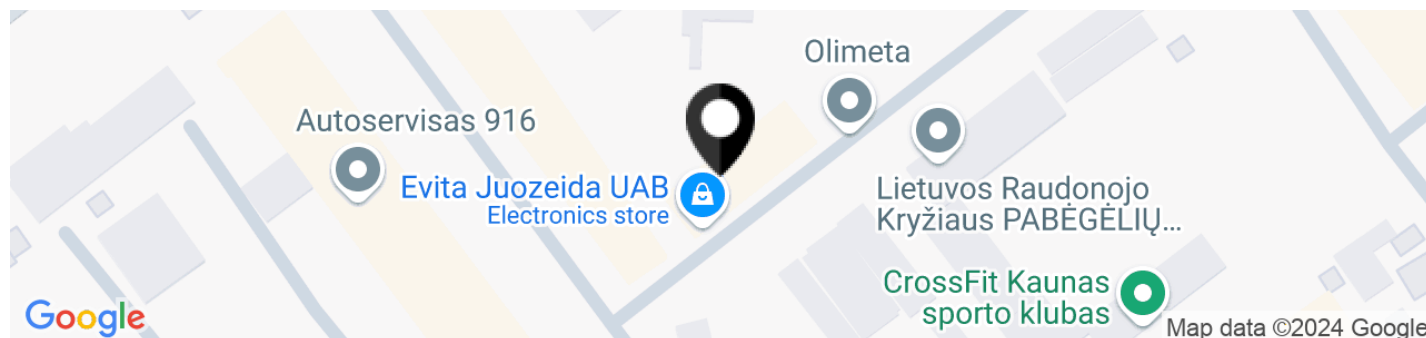 Olimeta
Autoservisas 916
Evita Juozeida UAB
Electronics store
Lietuvos Raudonojo
Kryžiaus PABĖGĖLIŲ...
CrossFit Kaunas
sporto klubas
Google
Map data ©2024 Google